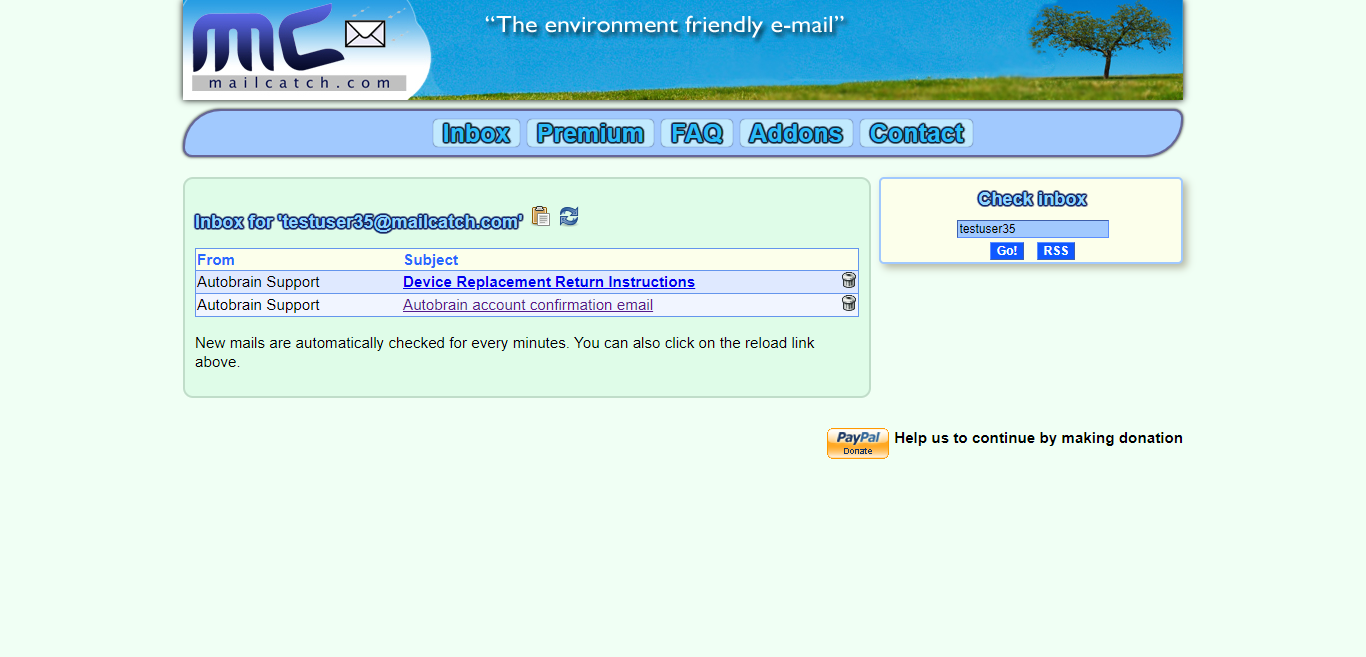 mc
mailcatch.com
“The environment friendly e-mail”
Inbox Premium FAQ Addons Contact
Inbox for 'testuser35@mailcatch.com'
From Subject
Autobrain Support Device Replacement Return Instructions
Autobrain Support Autobrain account confirmation email
New mails are automatically checked for every minutes. You can also click on the reload link
above.
Check inbox
testuser35
Go! RSS
PayPal
Donate
Help us to continue by making donation